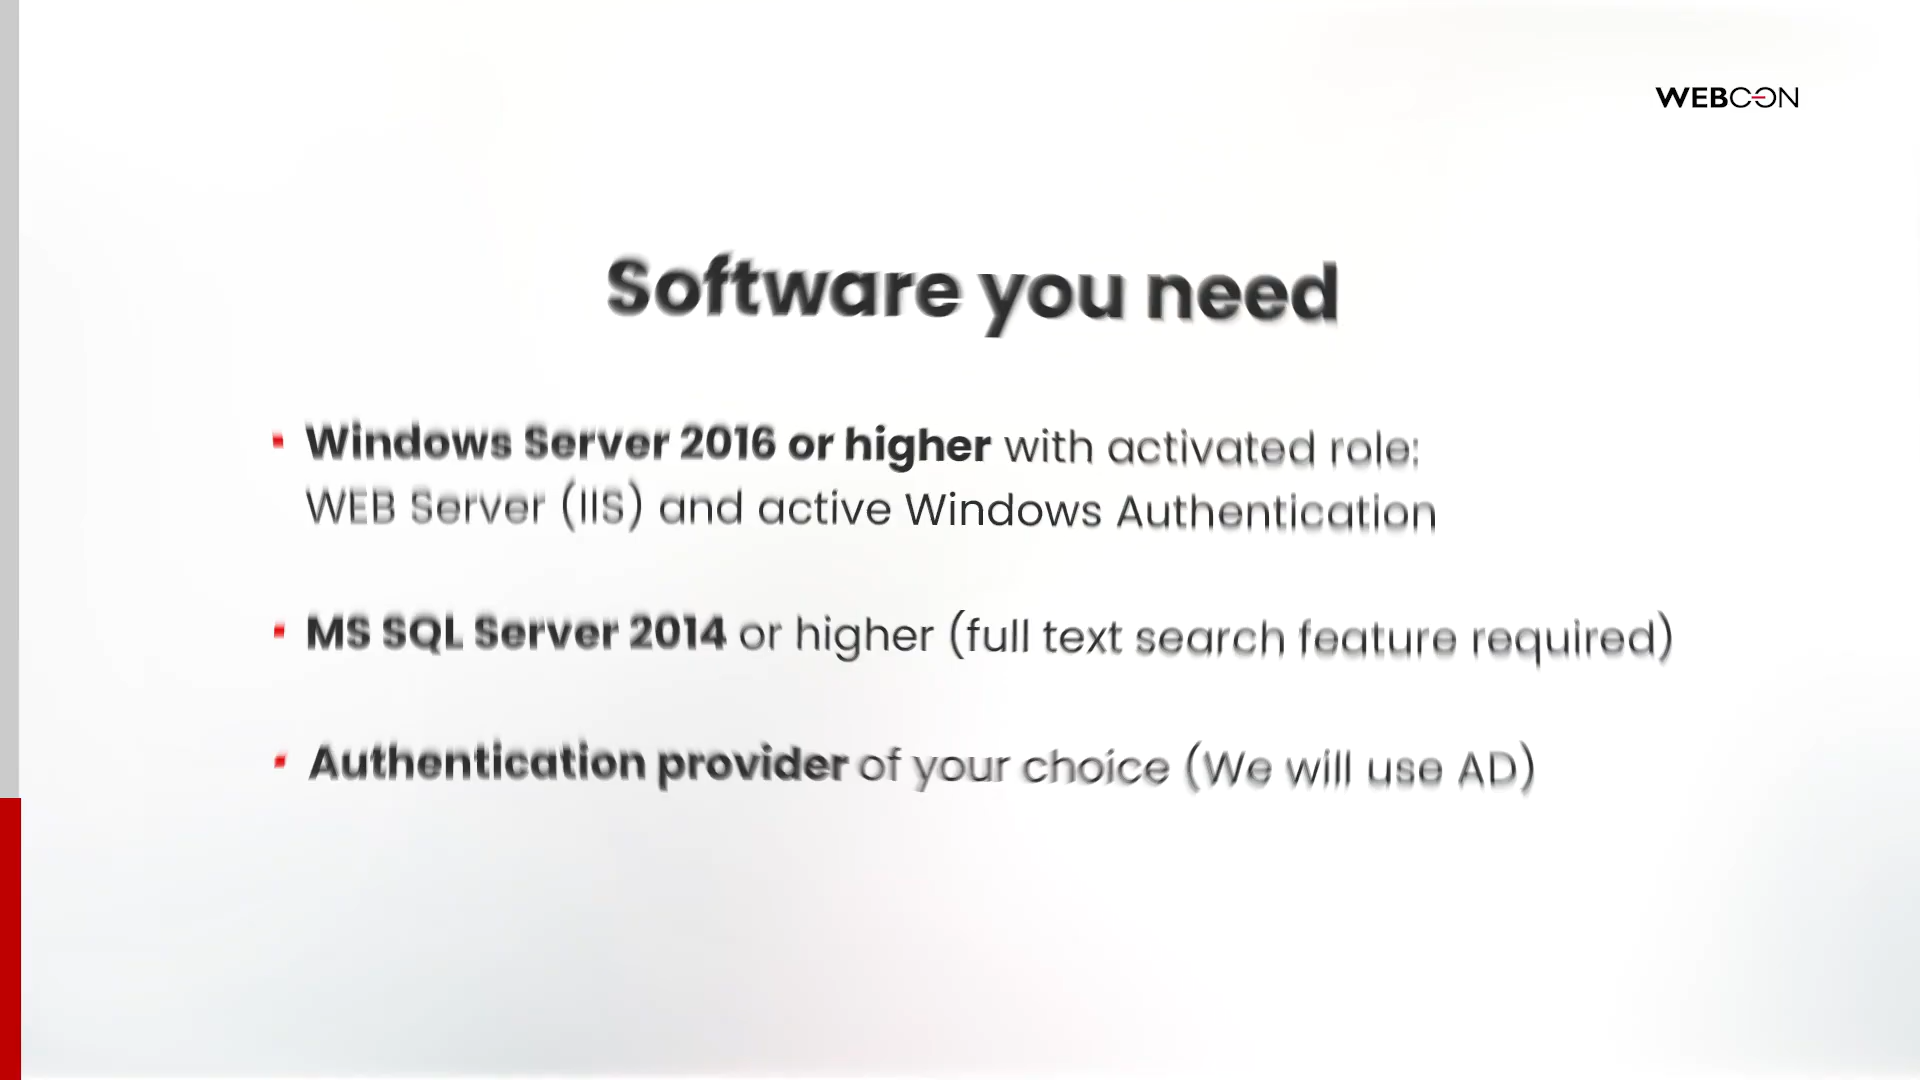 WEBCON
Software you need
Windows Server 2016 or higher with activated role:
WEB Server (IIS) and active Windows Authentication
MS SQL Server 2014 or higher (full text search feature required)
Authentication provider of your choice (We will use AD)